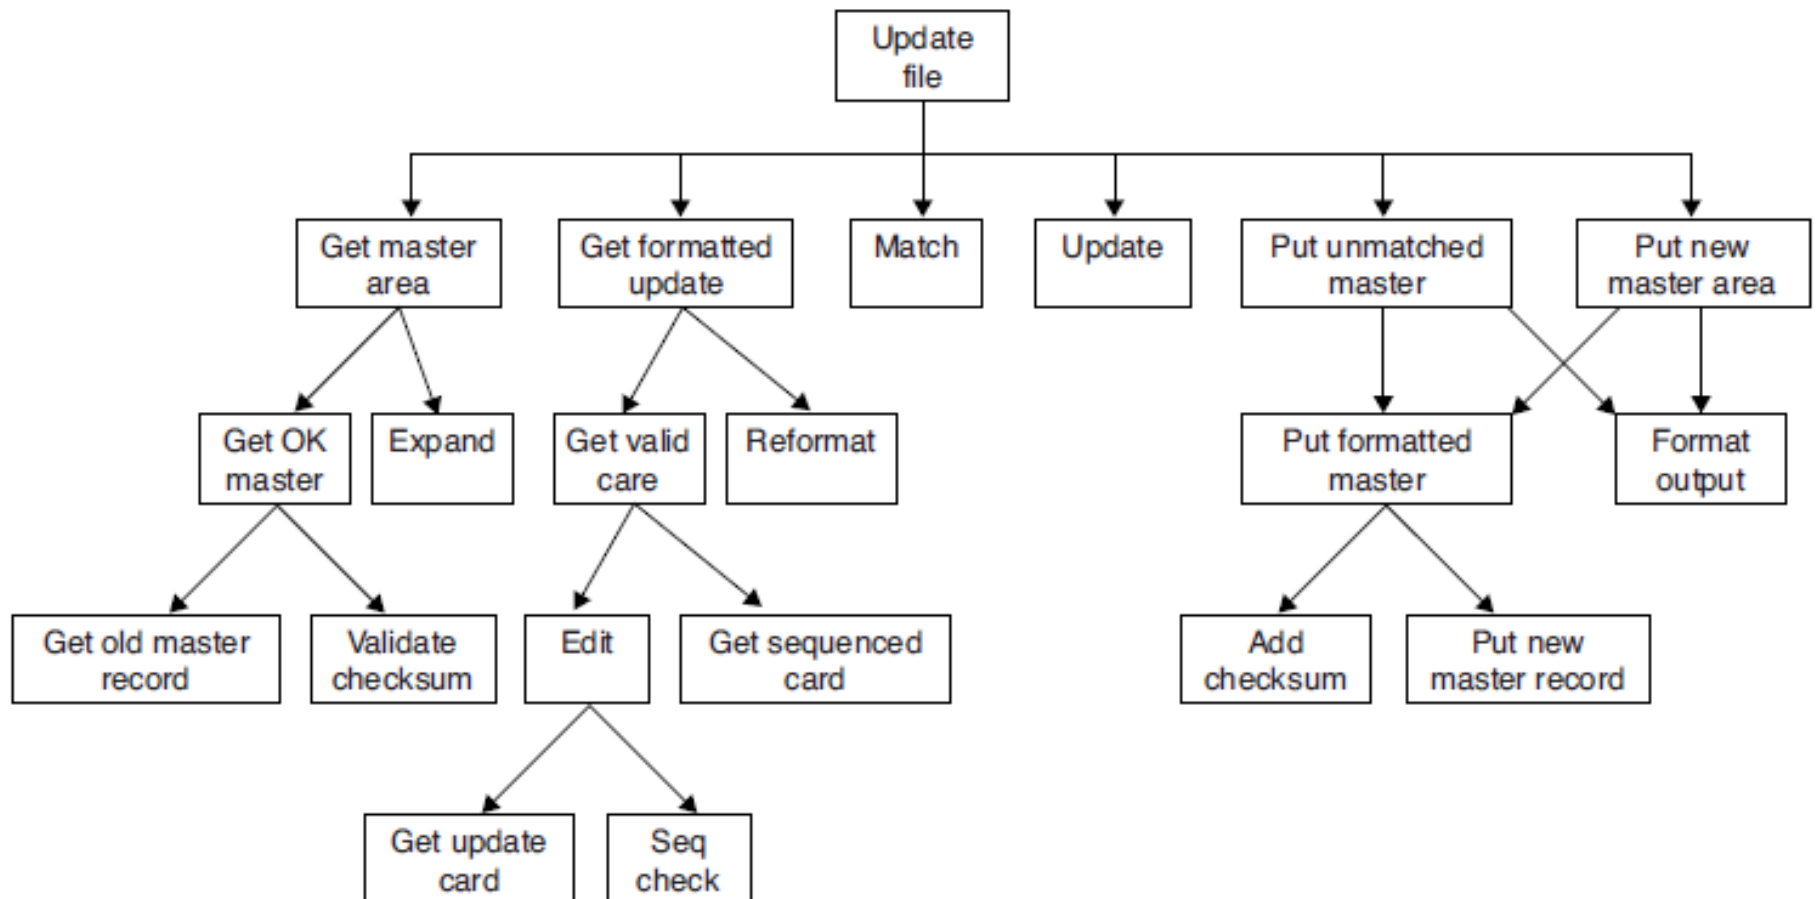 Update
file
Get master
area
Get formatted
update
Match
Update
Put unmatched
master
Put new
master area
Get OK
master
Expand
Get valid
care
Reformat
Put formatted
master
Format
output
Get old master
record
Validate
checksum
Edit
Get sequenced
card
Add
checksum
Put new
master record
Get update
card
Seq
check